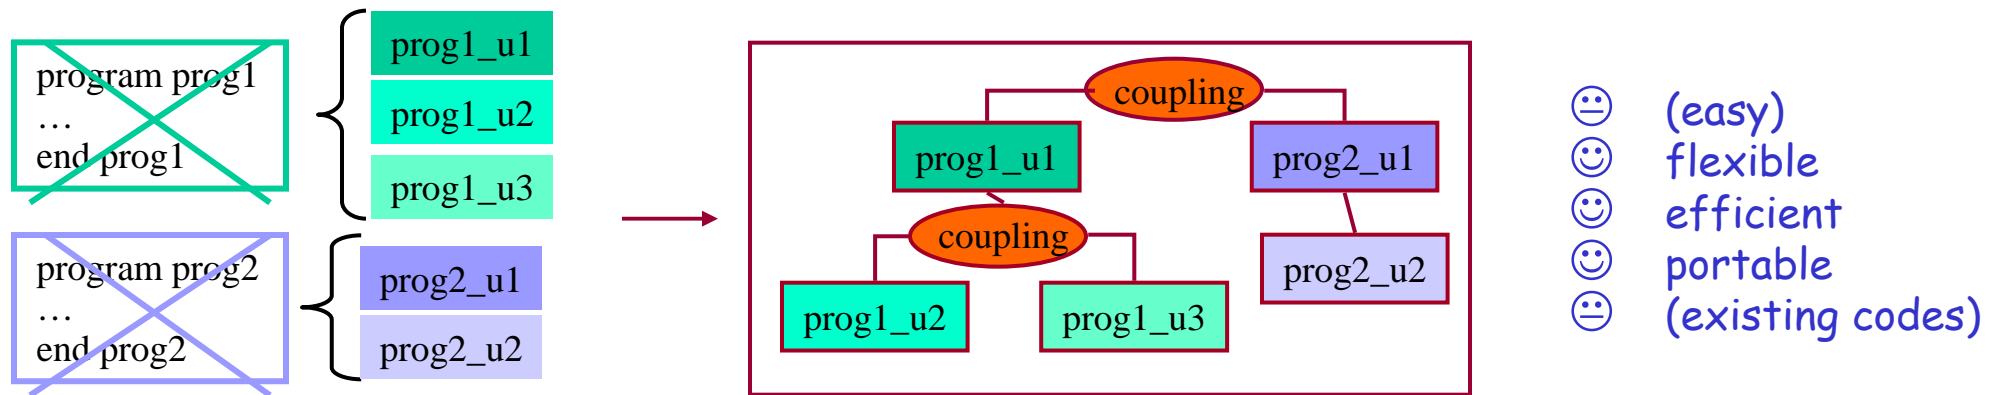 program prog1
…
end prog1
prog1_u1
prog1_u2
prog1_u3
program prog2
…
end prog2
prog2_u1
prog2_u2
coupling
prog1_u1
prog2_u1
coupling
prog2_u2
prog1_u2
prog1_u3
(easy)
flexible
efficient
portable
(existing codes)